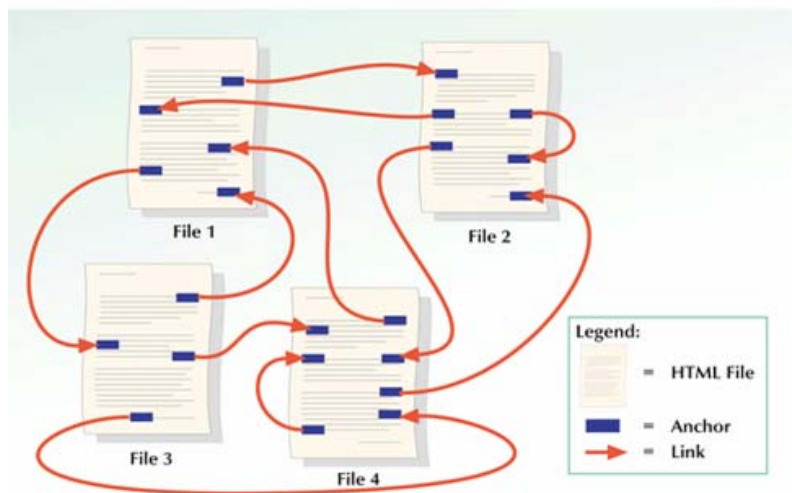 File 1
File 2
File 3
File 4
Legend:
= HTML File
= Anchor
= Link